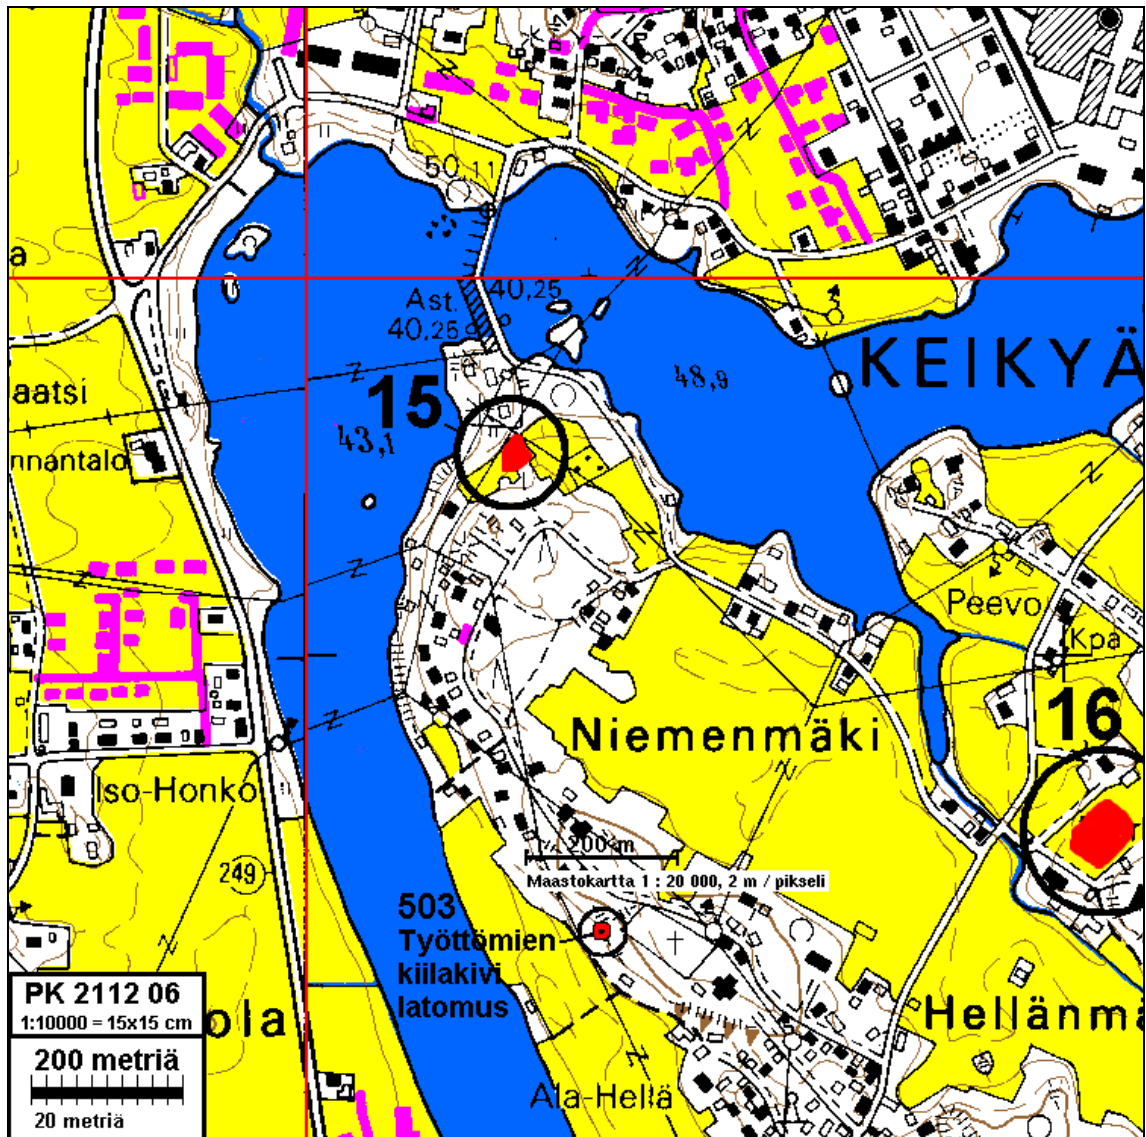 50,11
a
Ast.
40,25
40,25
KEIKYÄ
48,9
aatsi
15
43,1
nnantalo
Peevo
Kpa
16
Niemenmäki
Iso-Honko
200 m
Maastokartta 1 : 20 000, 2 m / pikseli
249
503
Työttömien
kiilakivi
latomus
PK 2112 06
1:10000 = 15x15 cm
ola
Hellänmä
200 metriä
20 metriä
Ala-Hellä